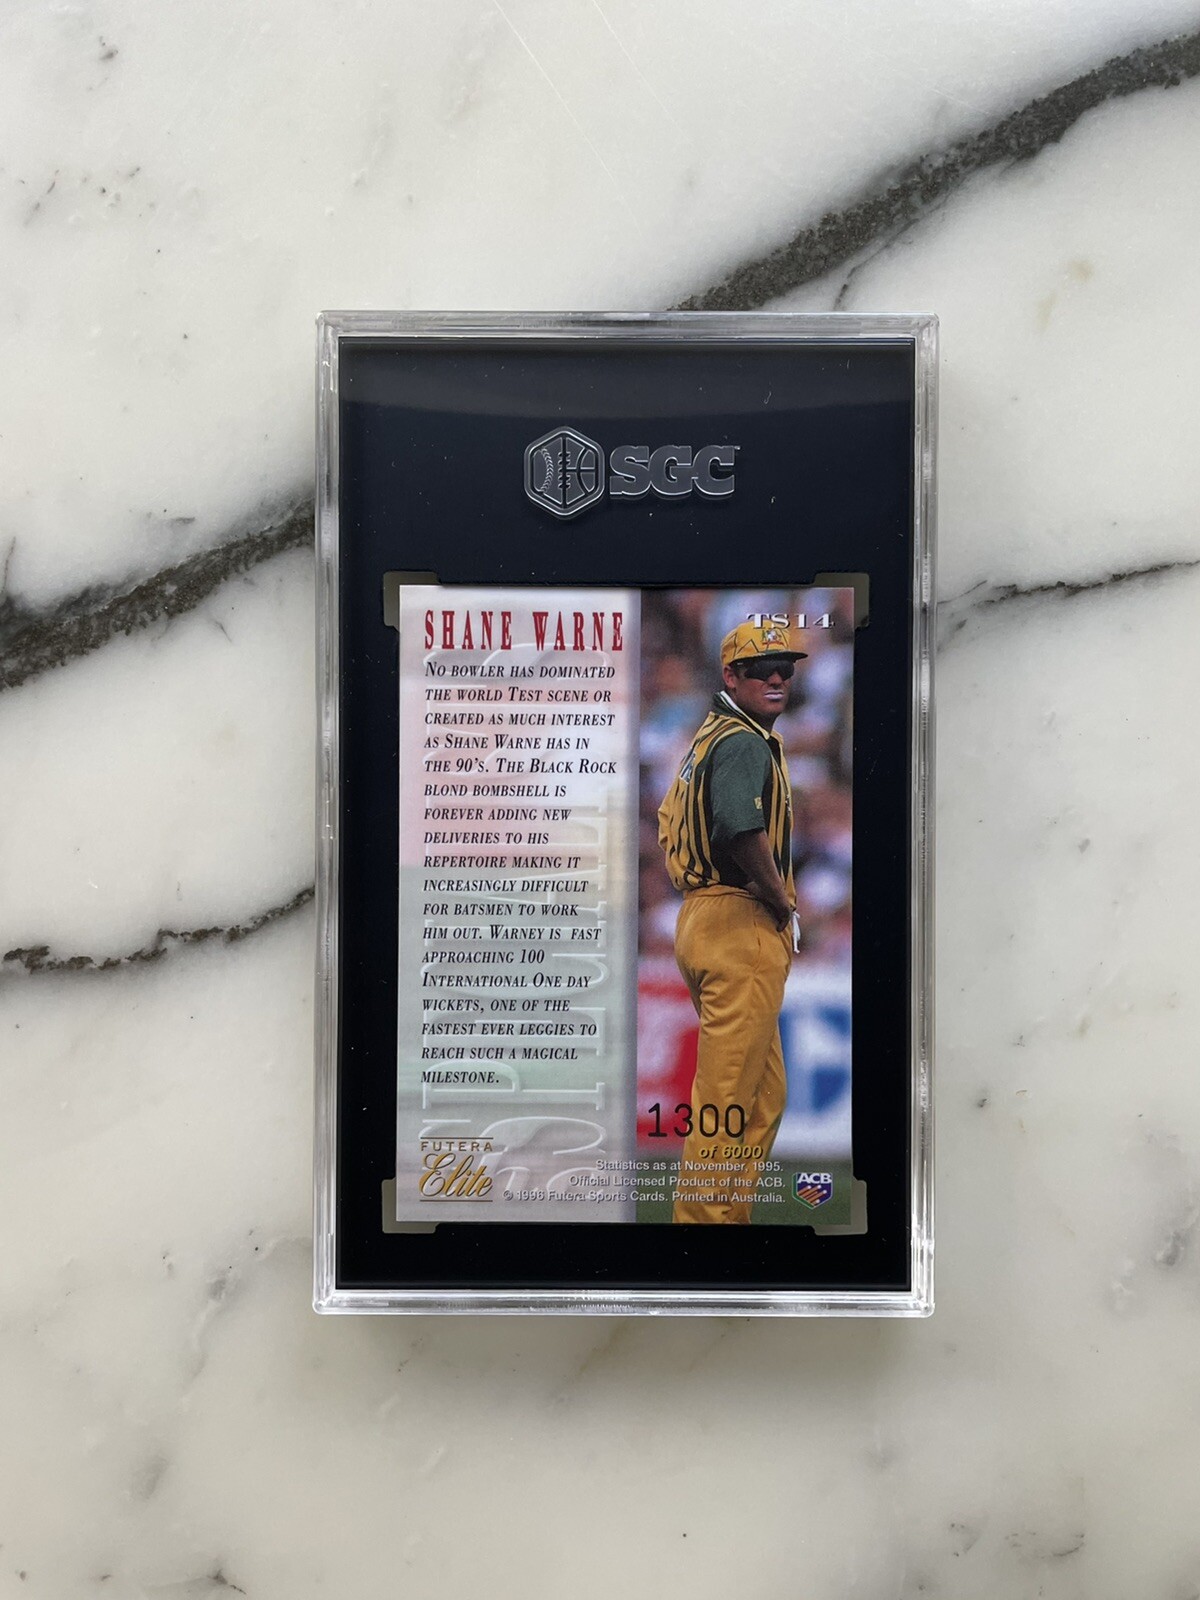 SGC
SHANE WARNE
TS14
NO BOWLER HAS DOMINATED
THE WORLD TEST SCENE OR
CREATED AS MUCH INTEREST
AS SHANE WARNE HAS IN
THE 90'S. THE BLACK ROCK
BLOND BOMBSHELL IS
FOREVER ADDING NEW
DELIVERIES TO HIS
REPERTOIRE MAKING IT
INCREASINGLY DIFFICULT
FOR BATSMEN TO WORK
HIM OUT. WARNEY IS FAST
APPROACHING 100
INTERNATIONAL ONE DAY
WICKETS, ONE OF THE
FASTEST EVER LEGGIES TO
REACH SUCH A MAGICAL
MILESTONE.
1300
of 6000
FUTERA
Elite
Statistics as at November, 1995.
Official Licensed Product of the ACB.
© 1996 Futera Sports Cards. Printed in Australia.
ACB